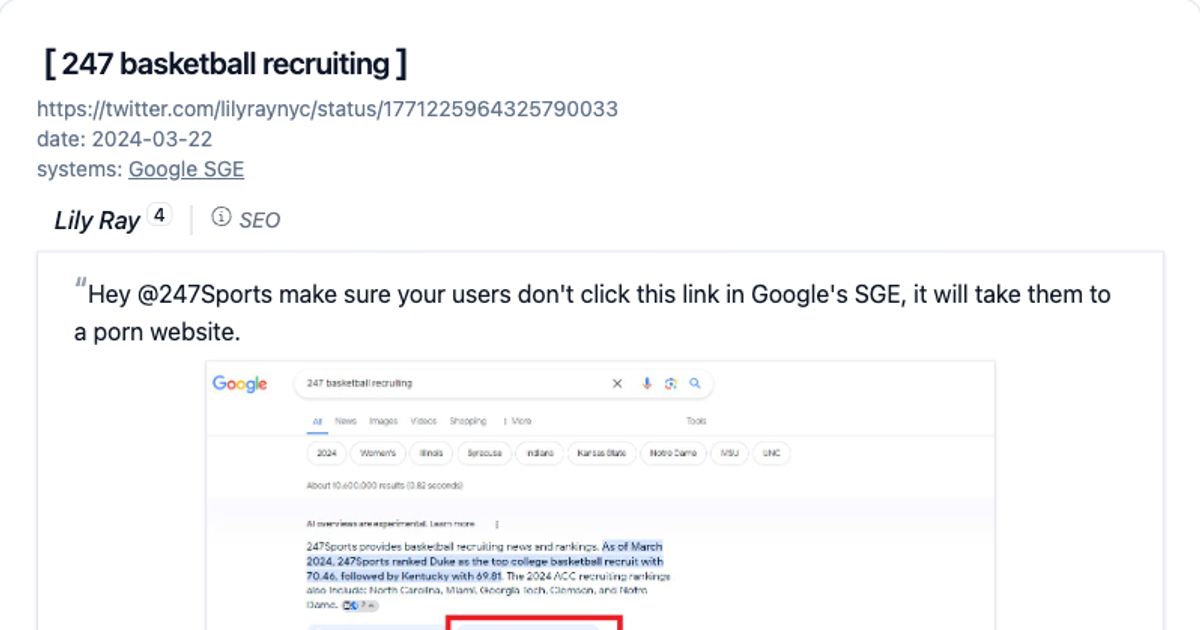 [ 247 basketball recruiting ]
https://twitter.com/lilyraynyc/status/1771225964325790033
date: 2024-03-22
systems: Google SGE
Lily Ray 4 SEO
“Hey @247Sports make sure your users don't click this link in Google's SGE, it will take them to
a porn website.
Google 247 basketball recruiting
All News Images Videos Shopping More Tools
2024 Women's Illinois Syracuse Indiana Kansas State Notre Dame MSU UNC
About 10,600,000 results (0.82 seconds)
AI overviews are experimental. Learn more
247Sports provides basketball recruiting news and rankings. As of March
2024, 247Sports ranked Duke as the top college basketball recruit with
70.46, followed by Kentucky with 69.81. The 2024 ACC recruiting rankings
also include: North Carolina, Miami, Georgia Tech, Clemson, and Notre
Dame.